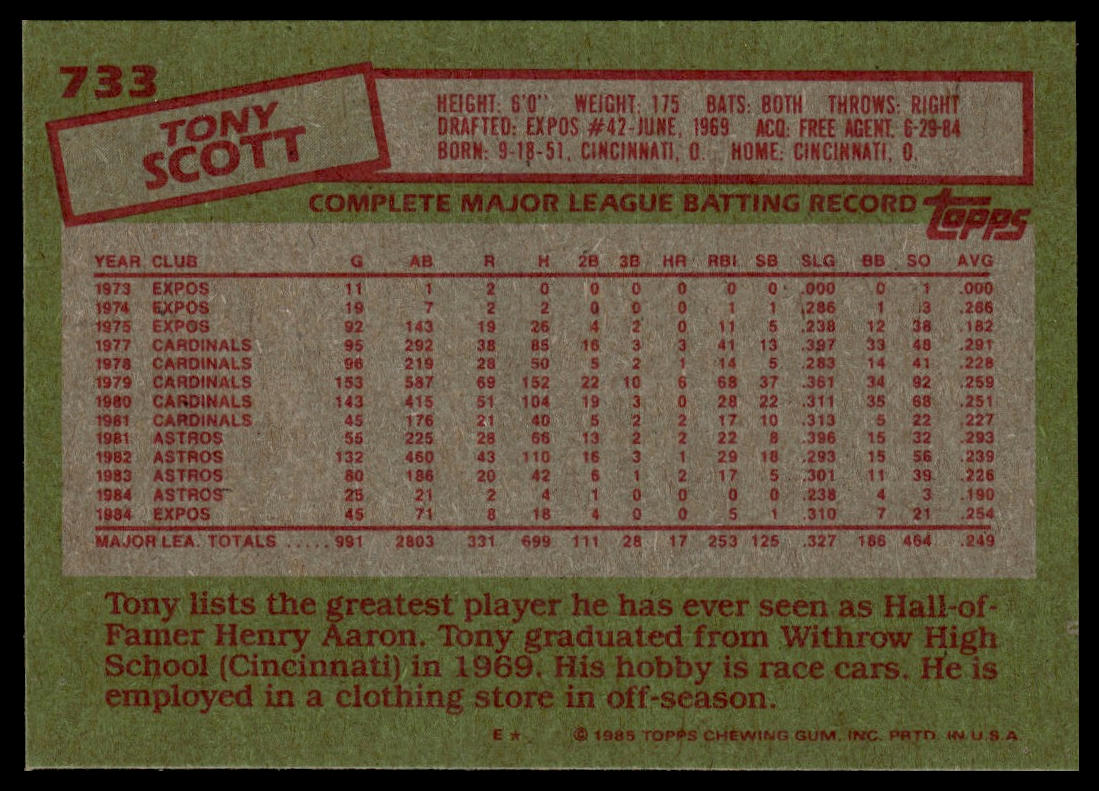 733
TONY
SCOTT
HEIGHT: 6'0" WEIGHT: 175 BATS: BOTH THROWS: RIGHT
DRAFTED: EXPOS #42-JUNE, 1969 ACQ: FREE AGENT, 6-29-84
BORN: 9-18-51, CINCINNATI, O. HOME: CINCINNATI, O.
COMPLETE MAJOR LEAGUE BATTING RECORD topps
YEAR CLUB G AB R H 2B 3B HR RBI SB SLG BB SO AVG
1973 EXPOS 11 1 2 0 0 0 0 0 0 .000 0 1 .000
1974 EXPOS 19 7 2 2 0 0 0 1 1 .286 1 3 .286
1975 EXPOS 92 143 19 26 4 2 0 11 5 .238 12 38 .182
1977 CARDINALS 95 292 38 85 16 3 3 41 13 .397 33 48 .291
1978 CARDINALS 96 219 28 50 5 2 1 14 5 .283 14 41 .228
1979 CARDINALS 153 587 69 152 22 10 6 68 37 .361 34 92 .259
1980 CARDINALS 143 415 51 104 19 3 0 28 22 .311 35 68 .251
1981 CARDINALS 45 176 21 40 5 2 2 17 10 .313 5 22 .227
1981 ASTROS 55 225 28 66 13 2 2 22 8 .396 15 32 .293
1982 ASTROS 132 460 43 110 16 3 1 29 18 .293 15 56 .239
1983 ASTROS 80 186 20 42 6 1 2 17 5 .301 11 39 .226
1984 ASTROS 25 21 2 4 1 0 0 0 0 .238 4 3 .190
1984 EXPOS 45 71 8 18 4 0 0 5 1 .310 7 21 .254
MAJOR LEA. TOTALS ..... 991 2803 331 699 111 28 17 253 125 .327 186 464 .249
Tony lists the greatest player he has ever seen as Hall-of-
Famer Henry Aaron. Tony graduated from Withrow High
School (Cincinnati) in 1969. His hobby is race cars. He is
employed in a clothing store in off-season.
E * © 1985 TOPPS CHEWING GUM, INC. PRTD. IN U.S.A.